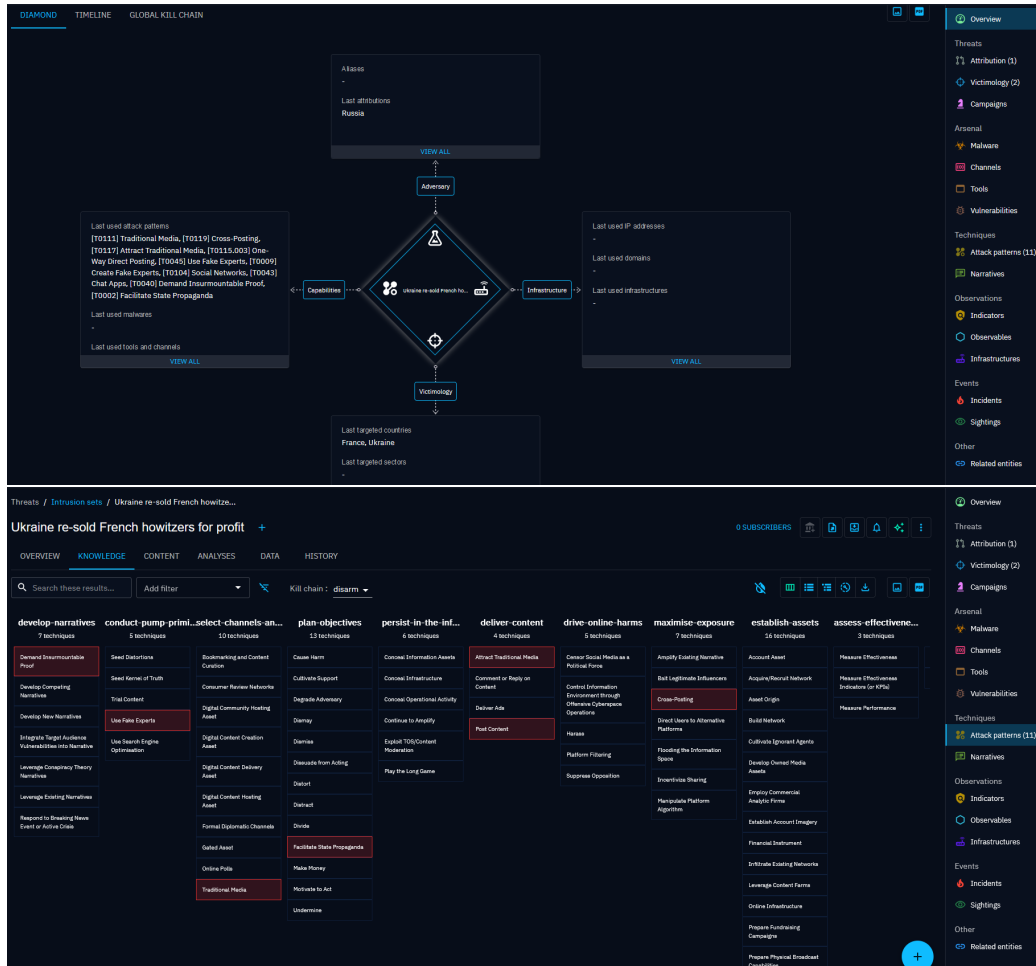 DIAMOND
TIMELINE
GLOBAL KILL CHAIN
Aliases
-
Last attributions
Russia
VIEW ALL
Adversary
Last used attack patterns
[T0111] Traditional Media, [T0119] Cross-Posting,
[T0117] Attract Traditional Media, [T0115.003] One-
Way Direct Posting, [T0045] Use Fake Experts, [T0009]
Create Fake Experts, [T0104] Social Networks, [T0043]
Chat Apps, [T0040] Demand Insurmountable Proof,
[T0002] Facilitate State Propaganda
Last used malwares
-
Last used tools and channels
VIEW ALL
Capabilities
Ukraine re-sold French ho...
Infrastructure
Last used IP addresses
-
Last used domains
-
Last used infrastructures
-
VIEW ALL
Victimology
Last targeted countries
France, Ukraine
Last targeted sectors
-
Overview
Threats
Attribution (1)
Victimology (2)
Campaigns
Arsenal
Malware
Channels
Tools
Vulnerabilities
Techniques
Attack patterns (11)
Narratives
Observations
Indicators
Observables
Infrastructures
Events
Incidents
Sightings
Other
Related entities
Threats / Intrusion sets / Ukraine re-sold French howitze...
Ukraine re-sold French howitzers for profit +
0 SUBSCRIBERS
OVERVIEW
KNOWLEDGE
CONTENT
ANALYSES
DATA
HISTORY
Search these results...
Add filter
Kill chain : disarm
develop-narratives
7 techniques
Demand Insurmountable
Proof
Develop Competing
Narratives
Develop New Narratives
Integrate Target Audience
Vulnerabilities into Narrative
Leverage Conspiracy Theory
Narratives
Leverage Existing Narratives
Respond to Breaking News
Event or Active Crisis
conduct-pump-primi...
5 techniques
Seed Distortions
Seed Kernel of Truth
Trial Content
Use Fake Experts
Use Search Engine
Optimisation
select-channels-an...
10 techniques
Bookmarking and Content
Curation
Consumer Review Networks
Digital Community Hosting
Asset
Digital Content Creation
Asset
Digital Content Delivery
Asset
Digital Content Hosting
Asset
Formal Diplomatic Channels
Gated Asset
Online Polls
Traditional Media
plan-objectives
13 techniques
Cause Harm
Cultivate Support
Degrade Adversary
Dismay
Dismiss
Dissuade from Acting
Distort
Distract
Divide
Facilitate State Propaganda
Make Money
Motivate to Act
Undermine
persist-in-the-inf...
6 techniques
Conceal Information Assets
Conceal Infrastructure
Conceal Operational Activity
Continue to Amplify
Exploit TOS/Content
Moderation
Play the Long Game
deliver-content
4 techniques
Attract Traditional Media
Comment or Reply on
Content
Deliver Ads
Post Content
drive-online-harms
5 techniques
Censor Social Media as a
Political Force
Control Information
Environment through
Offensive Cyberspace
Operations
Harass
Platform Filtering
Suppress Opposition
maximise-exposure
7 techniques
Amplify Existing Narrative
Bait Legitimate Influencers
Cross-Posting
Direct Users to Alternative
Platforms
Flooding the Information
Space
Incentivize Sharing
Manipulate Platform
Algorithm
establish-assets
16 techniques
Account Asset
Acquire/Recruit Network
Asset Origin
Build Network
Cultivate Ignorant Agents
Develop Owned Media
Assets
Employ Commercial
Analytic Firms
Establish Account Imagery
Financial Instrument
Infiltrate Existing Networks
Leverage Content Farms
Online Infrastructure
Prepare Fundraising
Campaigns
Prepare Physical Broadcast
Capabilities
assess-effectivene...
3 techniques
Measure Effectiveness
Measure Effectiveness
Indicators (or KPIs)
Measure Performance
+
Overview
Threats
Attribution (1)
Victimology (2)
Campaigns
Arsenal
Malware
Channels
Tools
Vulnerabilities
Techniques
Attack patterns (11)
Narratives
Observations
Indicators
Observables
Infrastructures
Events
Incidents
Sightings
Other
Related entities